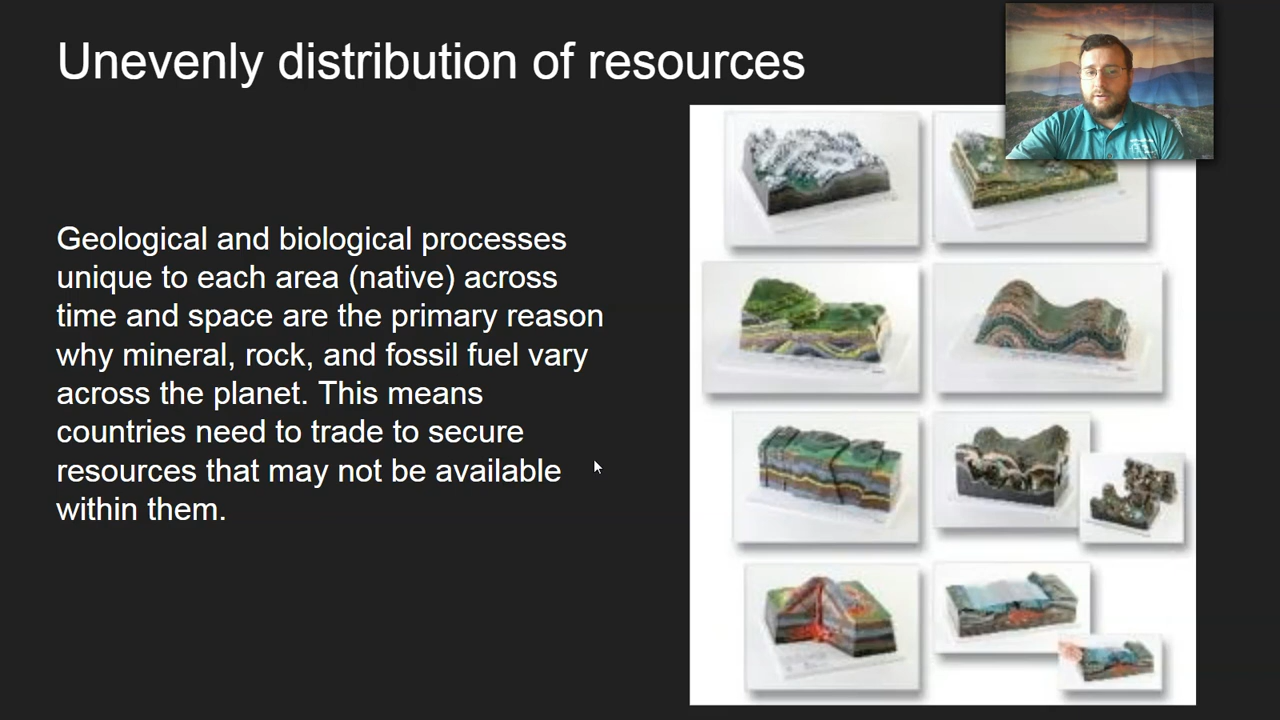 Unevenly distribution of resources
Geological and biological processes
unique to each area (native) across
time and space are the primary reason
why mineral, rock, and fossil fuel vary
across the planet. This means
countries need to trade to secure
resources that may not be available
within them.